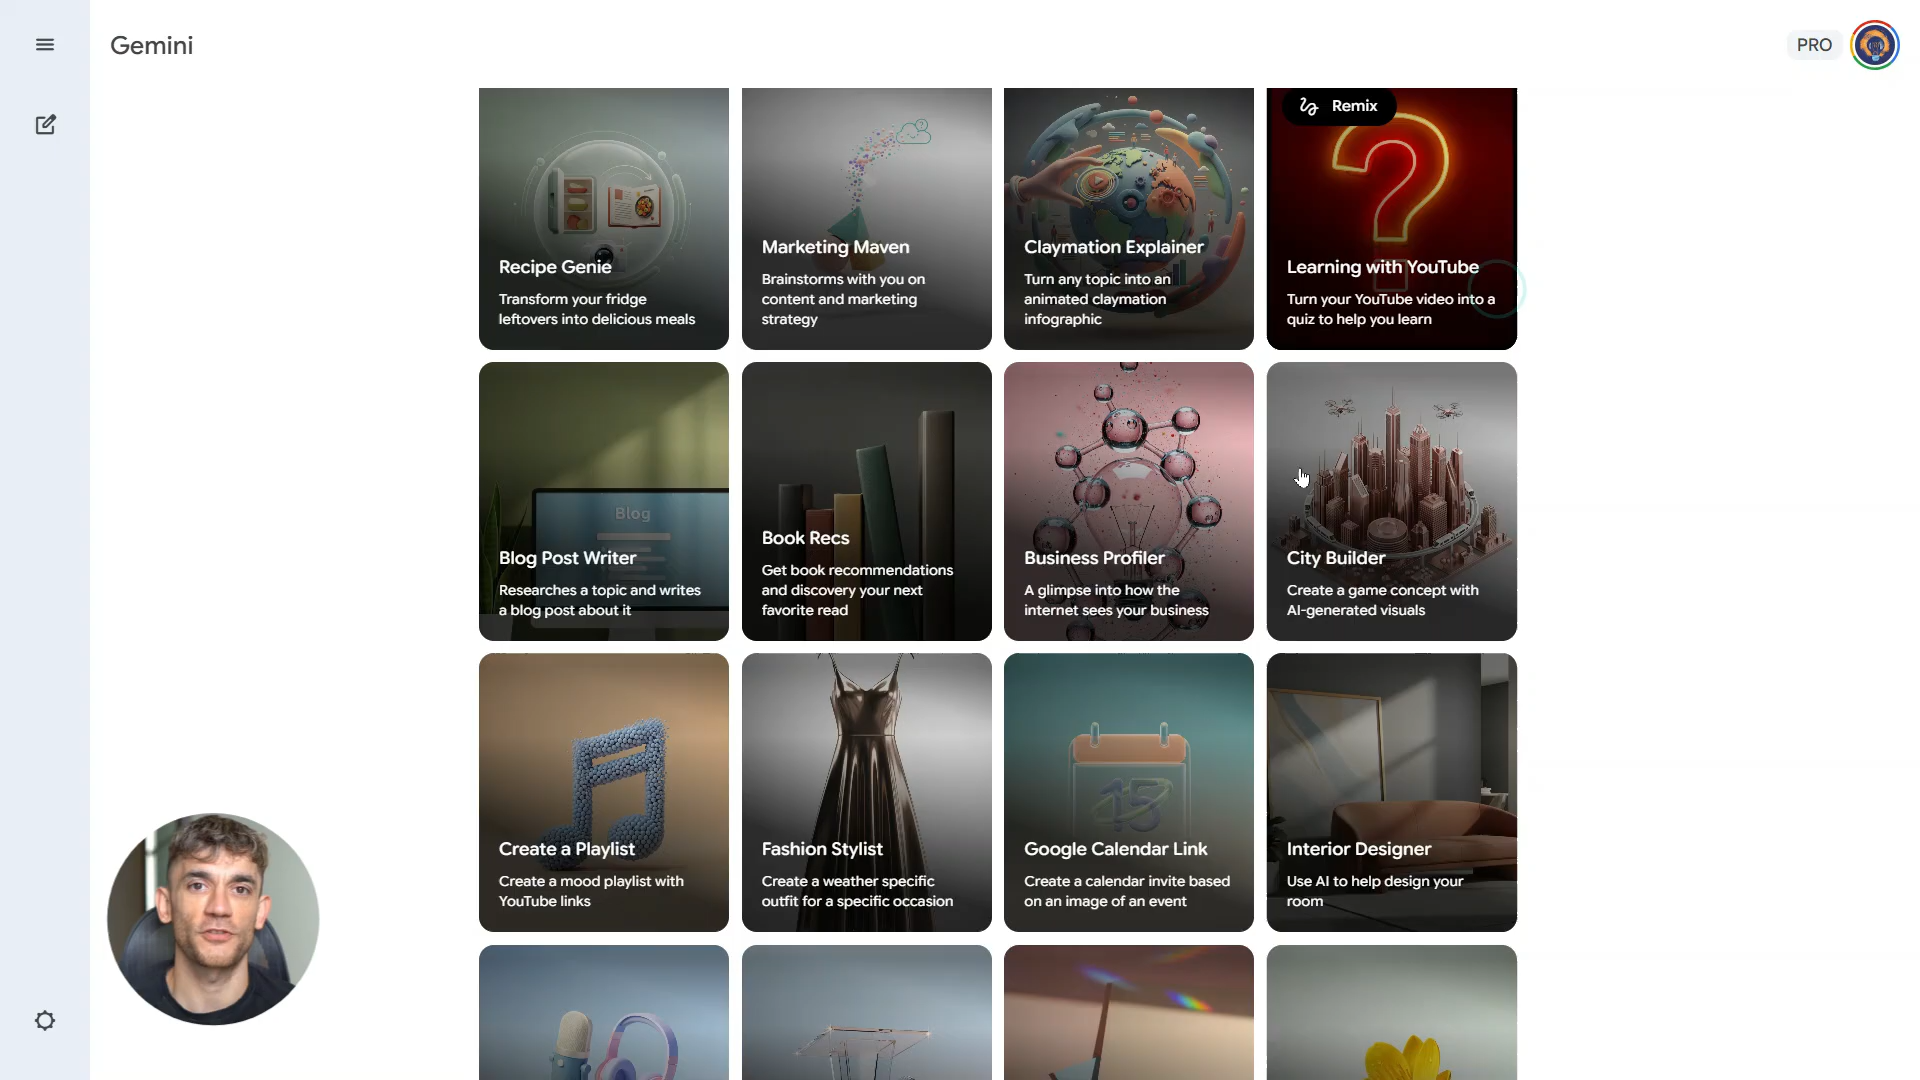 Gemini
PRO
Remix
Recipe Genie
Transform your fridge
leftovers into delicious meals
Marketing Maven
Brainstorms with you on
content and marketing
strategy
Claymation Explainer
Turn any topic into an
animated claymation
infographic
Learning with YouTube
Turn your YouTube video into a
quiz to help you learn
Blog
Blog Post Writer
Researches a topic and writes
a blog post about it
Book Recs
Get book recommendations
and discovery your next
favorite read
Business Profiler
A glimpse into how the
internet sees your business
City Builder
Create a game concept with
AI-generated visuals
Create a Playlist
Create a mood playlist with
YouTube links
Fashion Stylist
Create a weather specific
outfit for a specific occasion
15
Google Calendar Link
Create a calendar invite based
on an image of an event
Interior Designer
Use AI to help design your
room